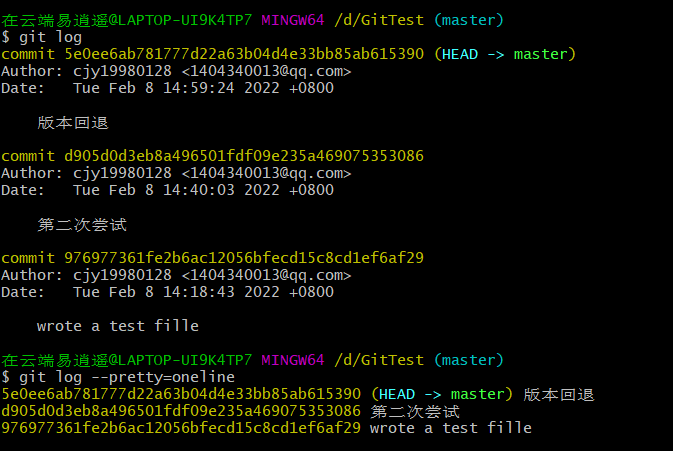 在云端易逍遥@LAPTOP-UI9K4TP7 MINGW64 /d/GitTest (master)
$ git log
commit 5e0ee6ab781777d22a63b04d4e33bb85ab615390 (HEAD -> master)
Author: cjy19980128 <1404340013@qq.com>
Date:   Tue Feb 8 14:59:24 2022 +0800
版本回退
commit d905d0d3eb8a496501fdf09e235a469075353086
Author: cjy19980128 <1404340013@qq.com>
Date:   Tue Feb 8 14:40:03 2022 +0800
第二次尝试
commit 976977361fe2b6ac12056bfecd15c8cd1ef6af29
Author: cjy19980128 <1404340013@qq.com>
Date:   Tue Feb 8 14:18:43 2022 +0800
wrote a test fille
在云端易逍遥@LAPTOP-UI9K4TP7 MINGW64 /d/GitTest (master)
$ git log --pretty=oneline
5e0ee6ab781777d22a63b04d4e33bb85ab615390 (HEAD -> master) 版本回退
d905d0d3eb8a496501fdf09e235a469075353086 第二次尝试
976977361fe2b6ac12056bfecd15c8cd1ef6af29 wrote a test fille